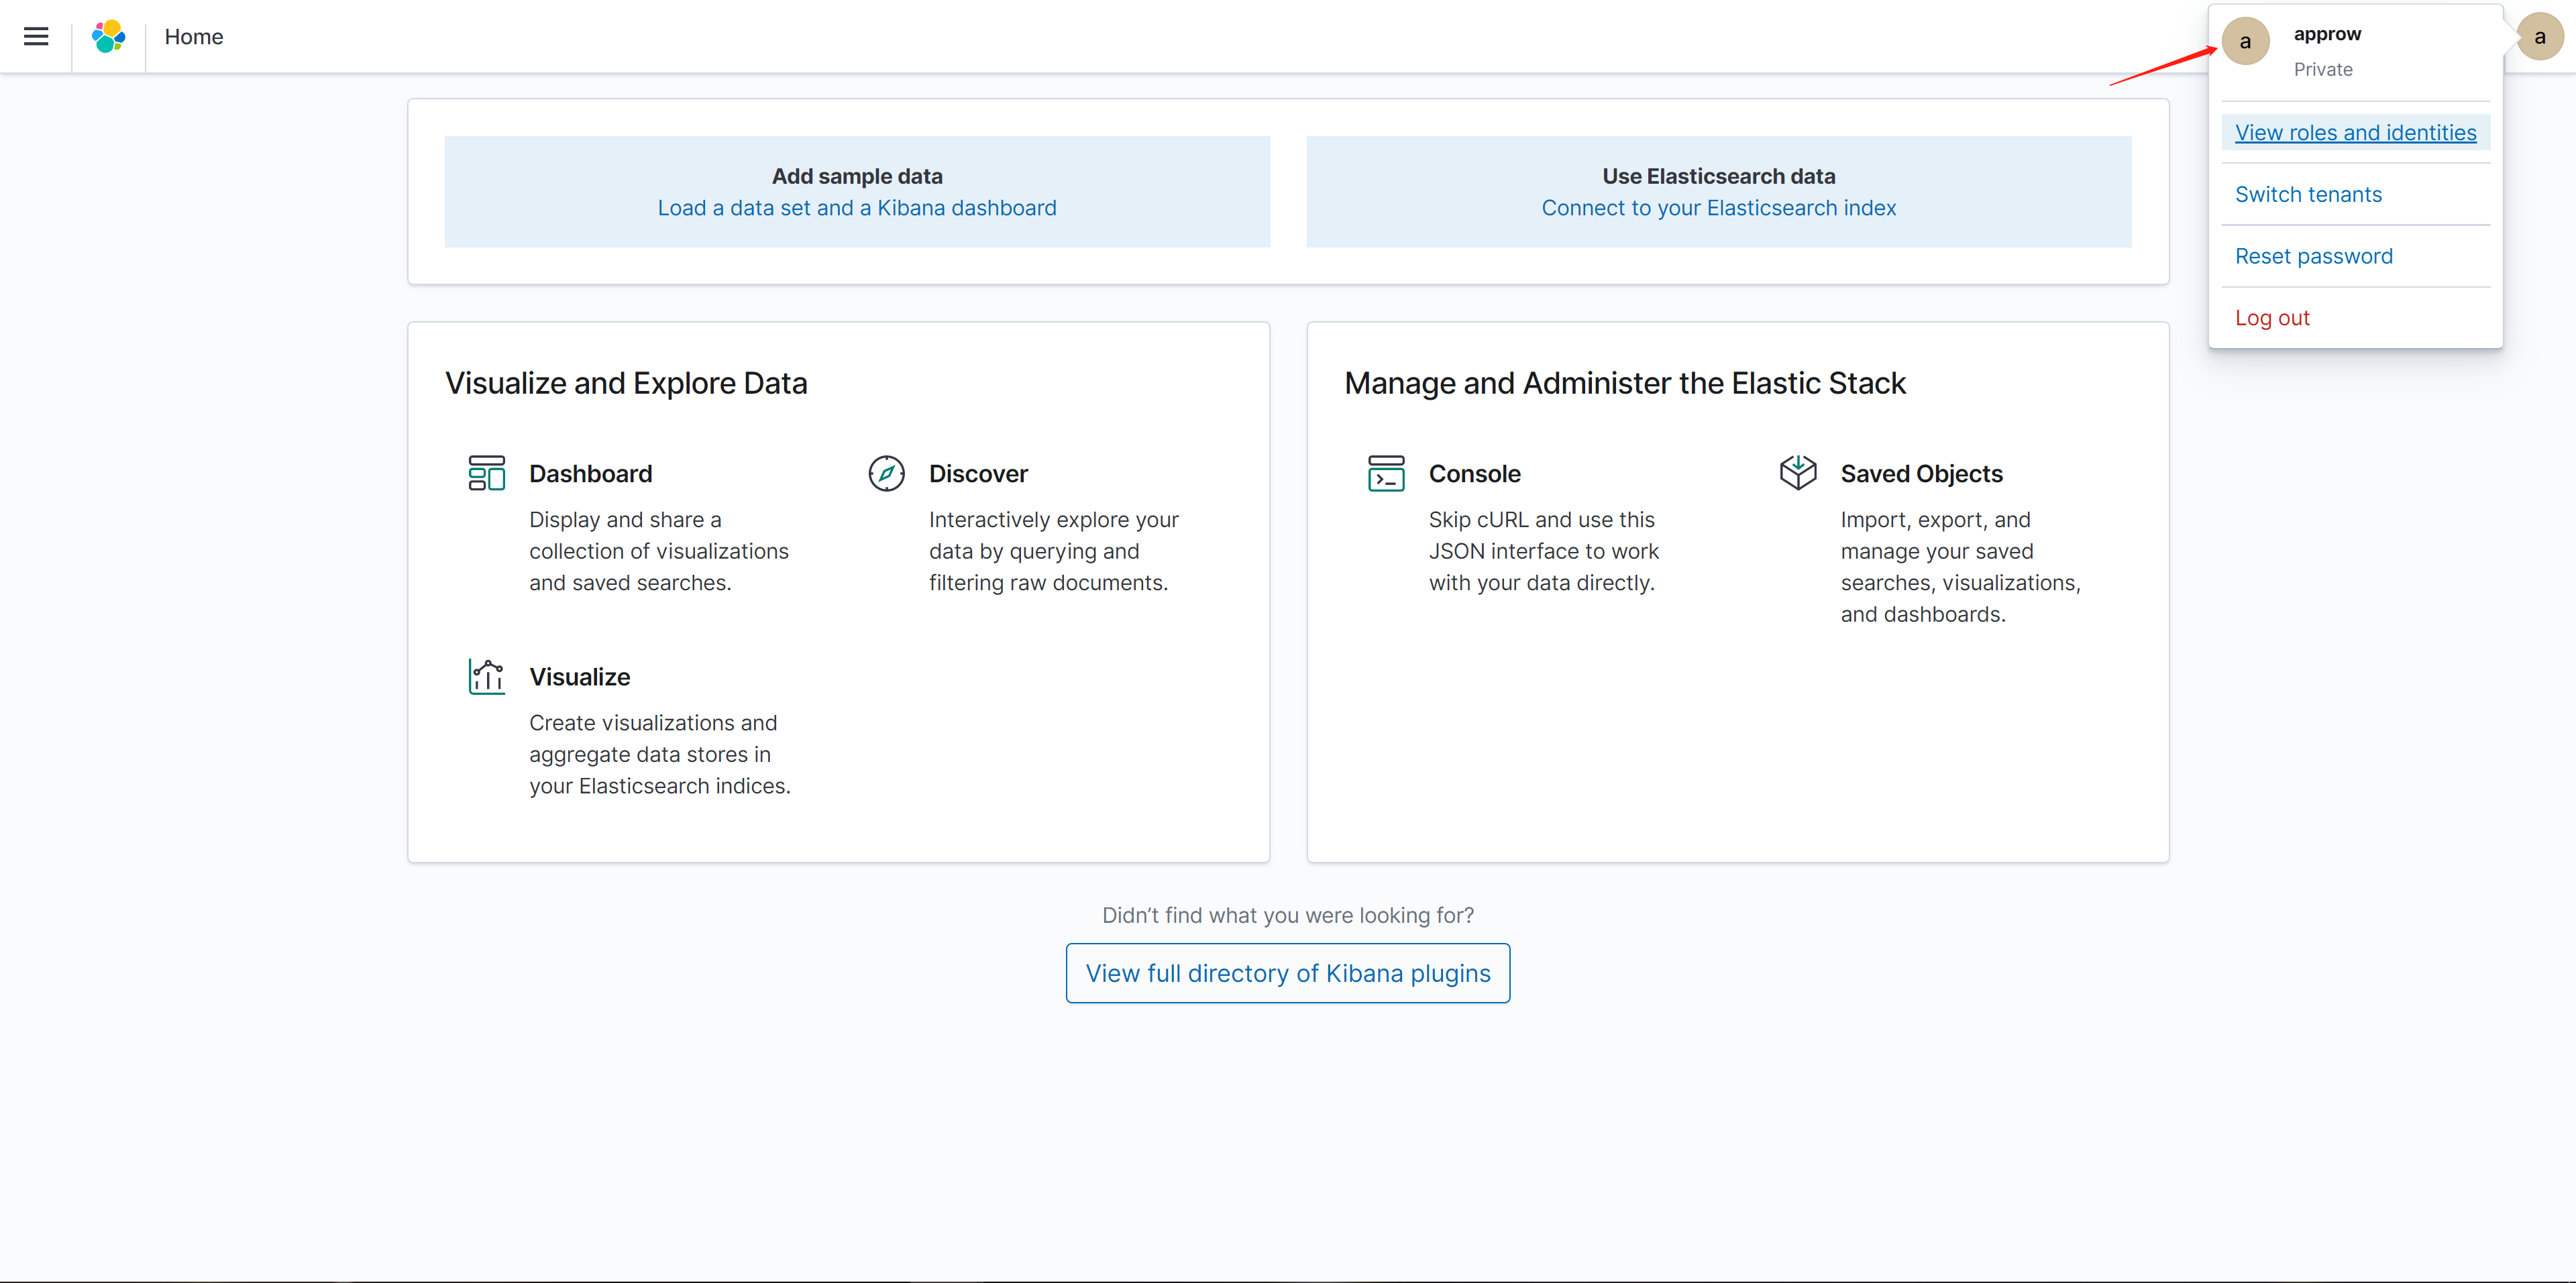 Home
a
approw
Private
a
View roles and identities
Switch tenants
Reset password
Log out
Add sample data
Load a data set and a Kibana dashboard
Use Elasticsearch data
Connect to your Elasticsearch index
Visualize and Explore Data
Dashboard
Display and share a
collection of visualizations
and saved searches.
Discover
Interactively explore your
data by querying and
filtering raw documents.
Visualize
Create visualizations and
aggregate data stores in
your Elasticsearch indices.
Manage and Administer the Elastic Stack
Console
Skip cURL and use this
JSON interface to work
with your data directly.
Saved Objects
Import, export, and
manage your saved
searches, visualizations,
and dashboards.
Didn’t find what you were looking for?
View full directory of Kibana plugins